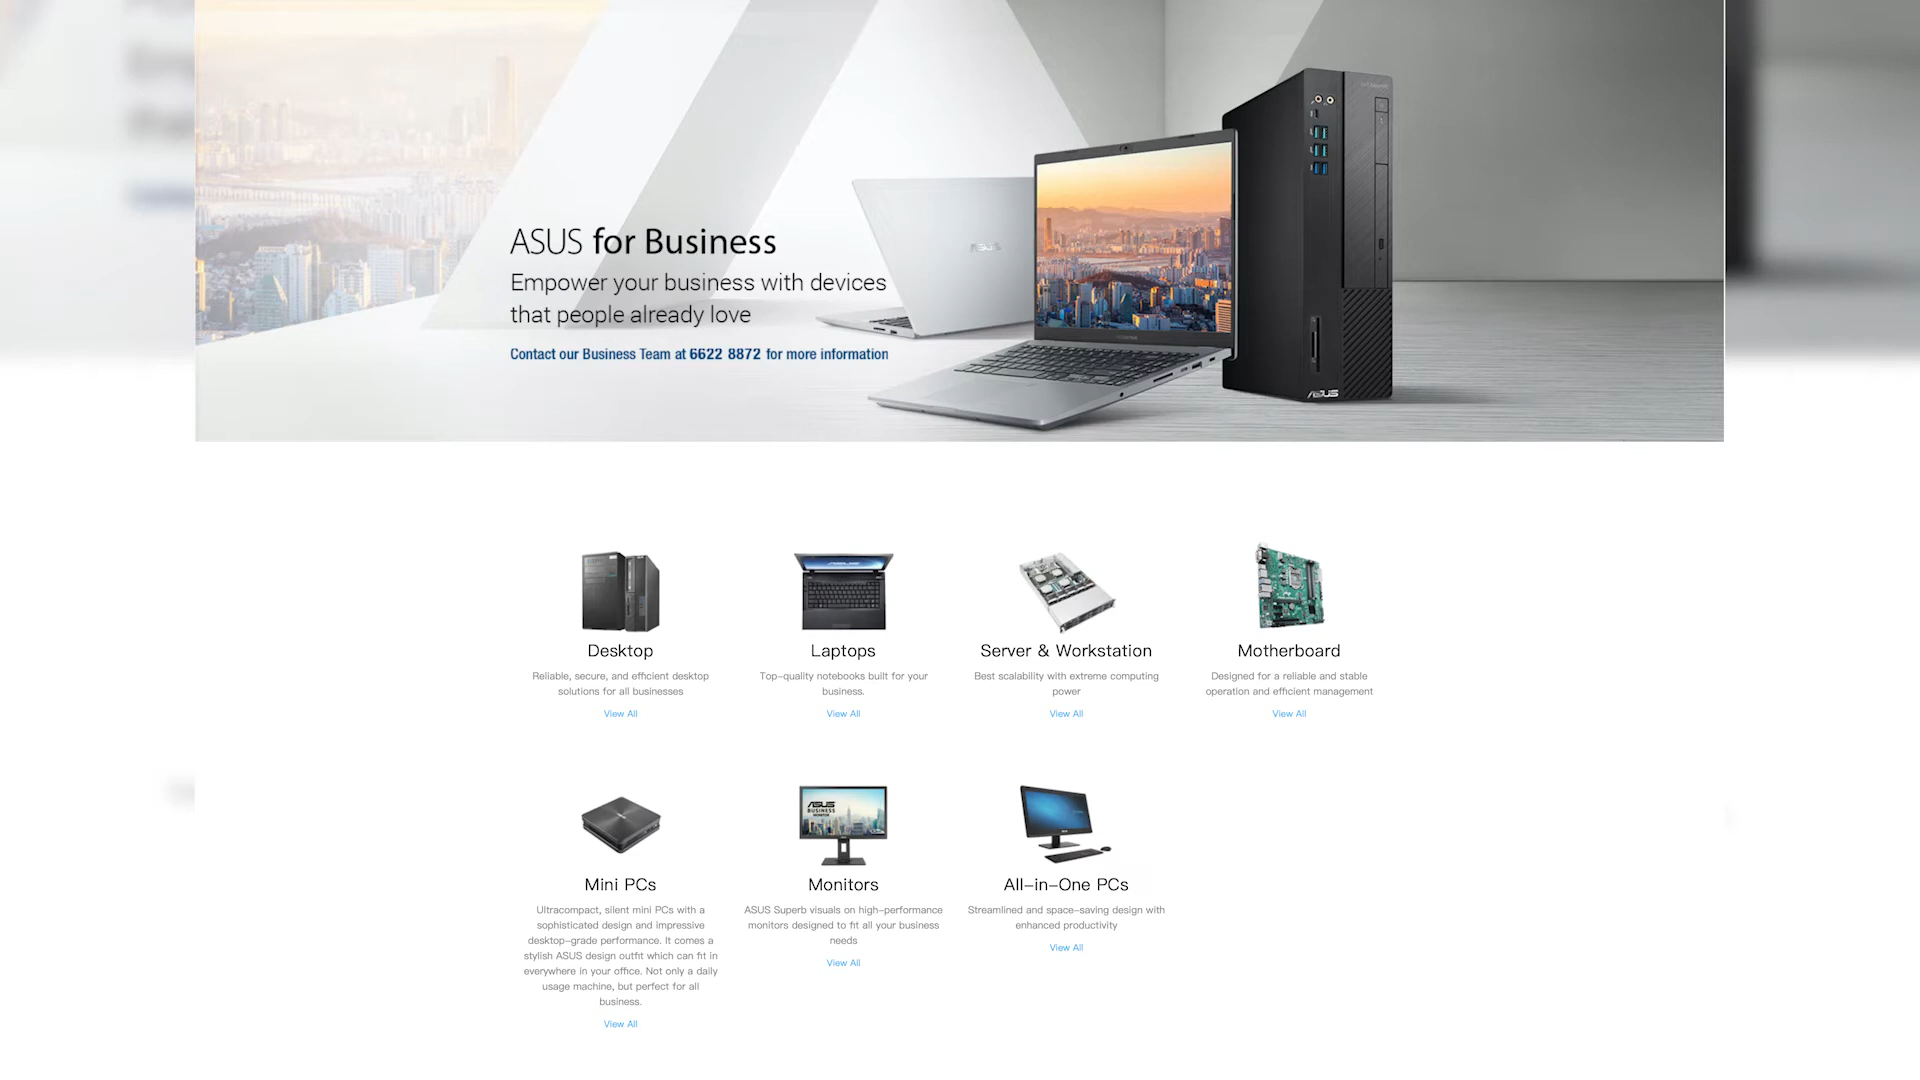 ASUS for Business
Empower your business with devices
that people already love
Contact our Business Team at 6622 8872 for more information
ASUS
ASUS
ASUS
Desktop
Reliable, secure, and efficient desktop
solutions for all businesses
View All
Laptops
Top-quality notebooks built for your
business.
View All
Server & Workstation
Best scalability with extreme computing
power
View All
Motherboard
Designed for a reliable and stable
operation and efficient management
View All
Mini PCs
Ultracompact, silent mini PCs with a
sophisticated design and impressive
desktop-grade performance. It comes a
stylish ASUS design outfit which can fit in
everywhere in your office. Not only a daily
usage machine, but perfect for all
business.
View All
ASUS
BUSINESS
MONITOR
Monitors
ASUS Superb visuals on high-performance
monitors designed to fit all your business
needs
View All
All-in-One PCs
Streamlined and space-saving design with
enhanced productivity
View All